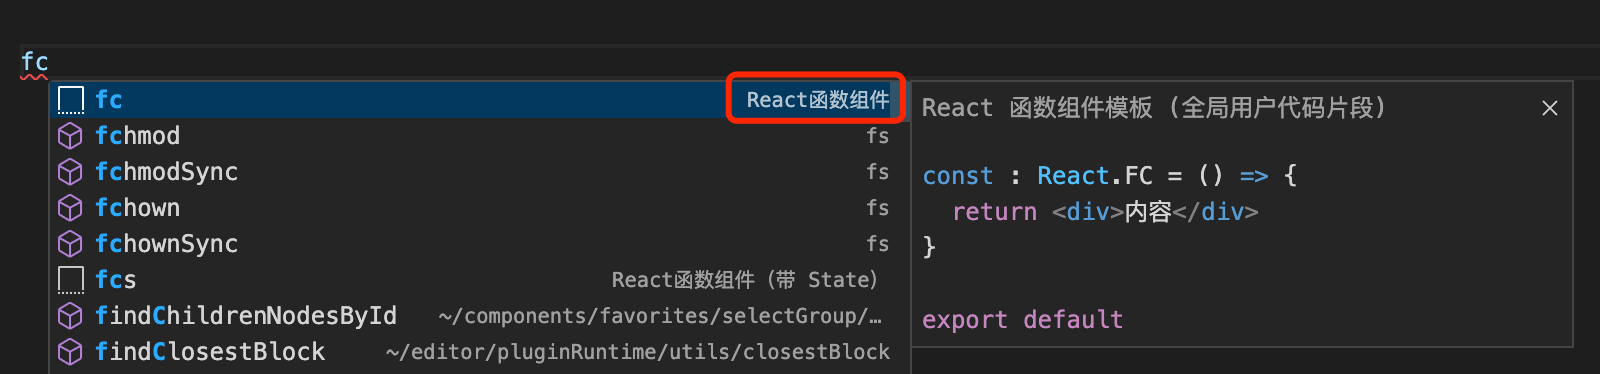 fc
fc React函数组件
fchmod fs
fchmodSync fs
fchown fs
fchownSync fs
fcs React函数组件（带 State）
findChildrenNodesById ~/components/favorites/selectGroup/…
findClosestBlock ~/editor/pluginRuntime/utils/closestBlock
React 函数组件模板 (全局用户代码片段)
const : React.FC = () => {
  return <div>内容</div>
}
export default